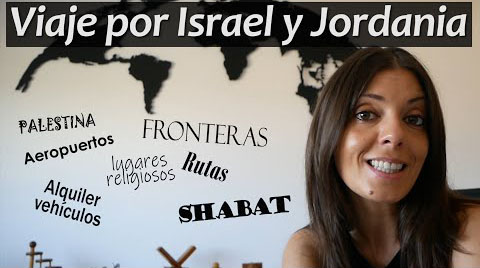 Viaje por Israel y Jordania
PALESTINA
FRONTERAS
Aeropuertos
lugares
religiosos
Rutas
Alquiler
vehículos
SHABAT